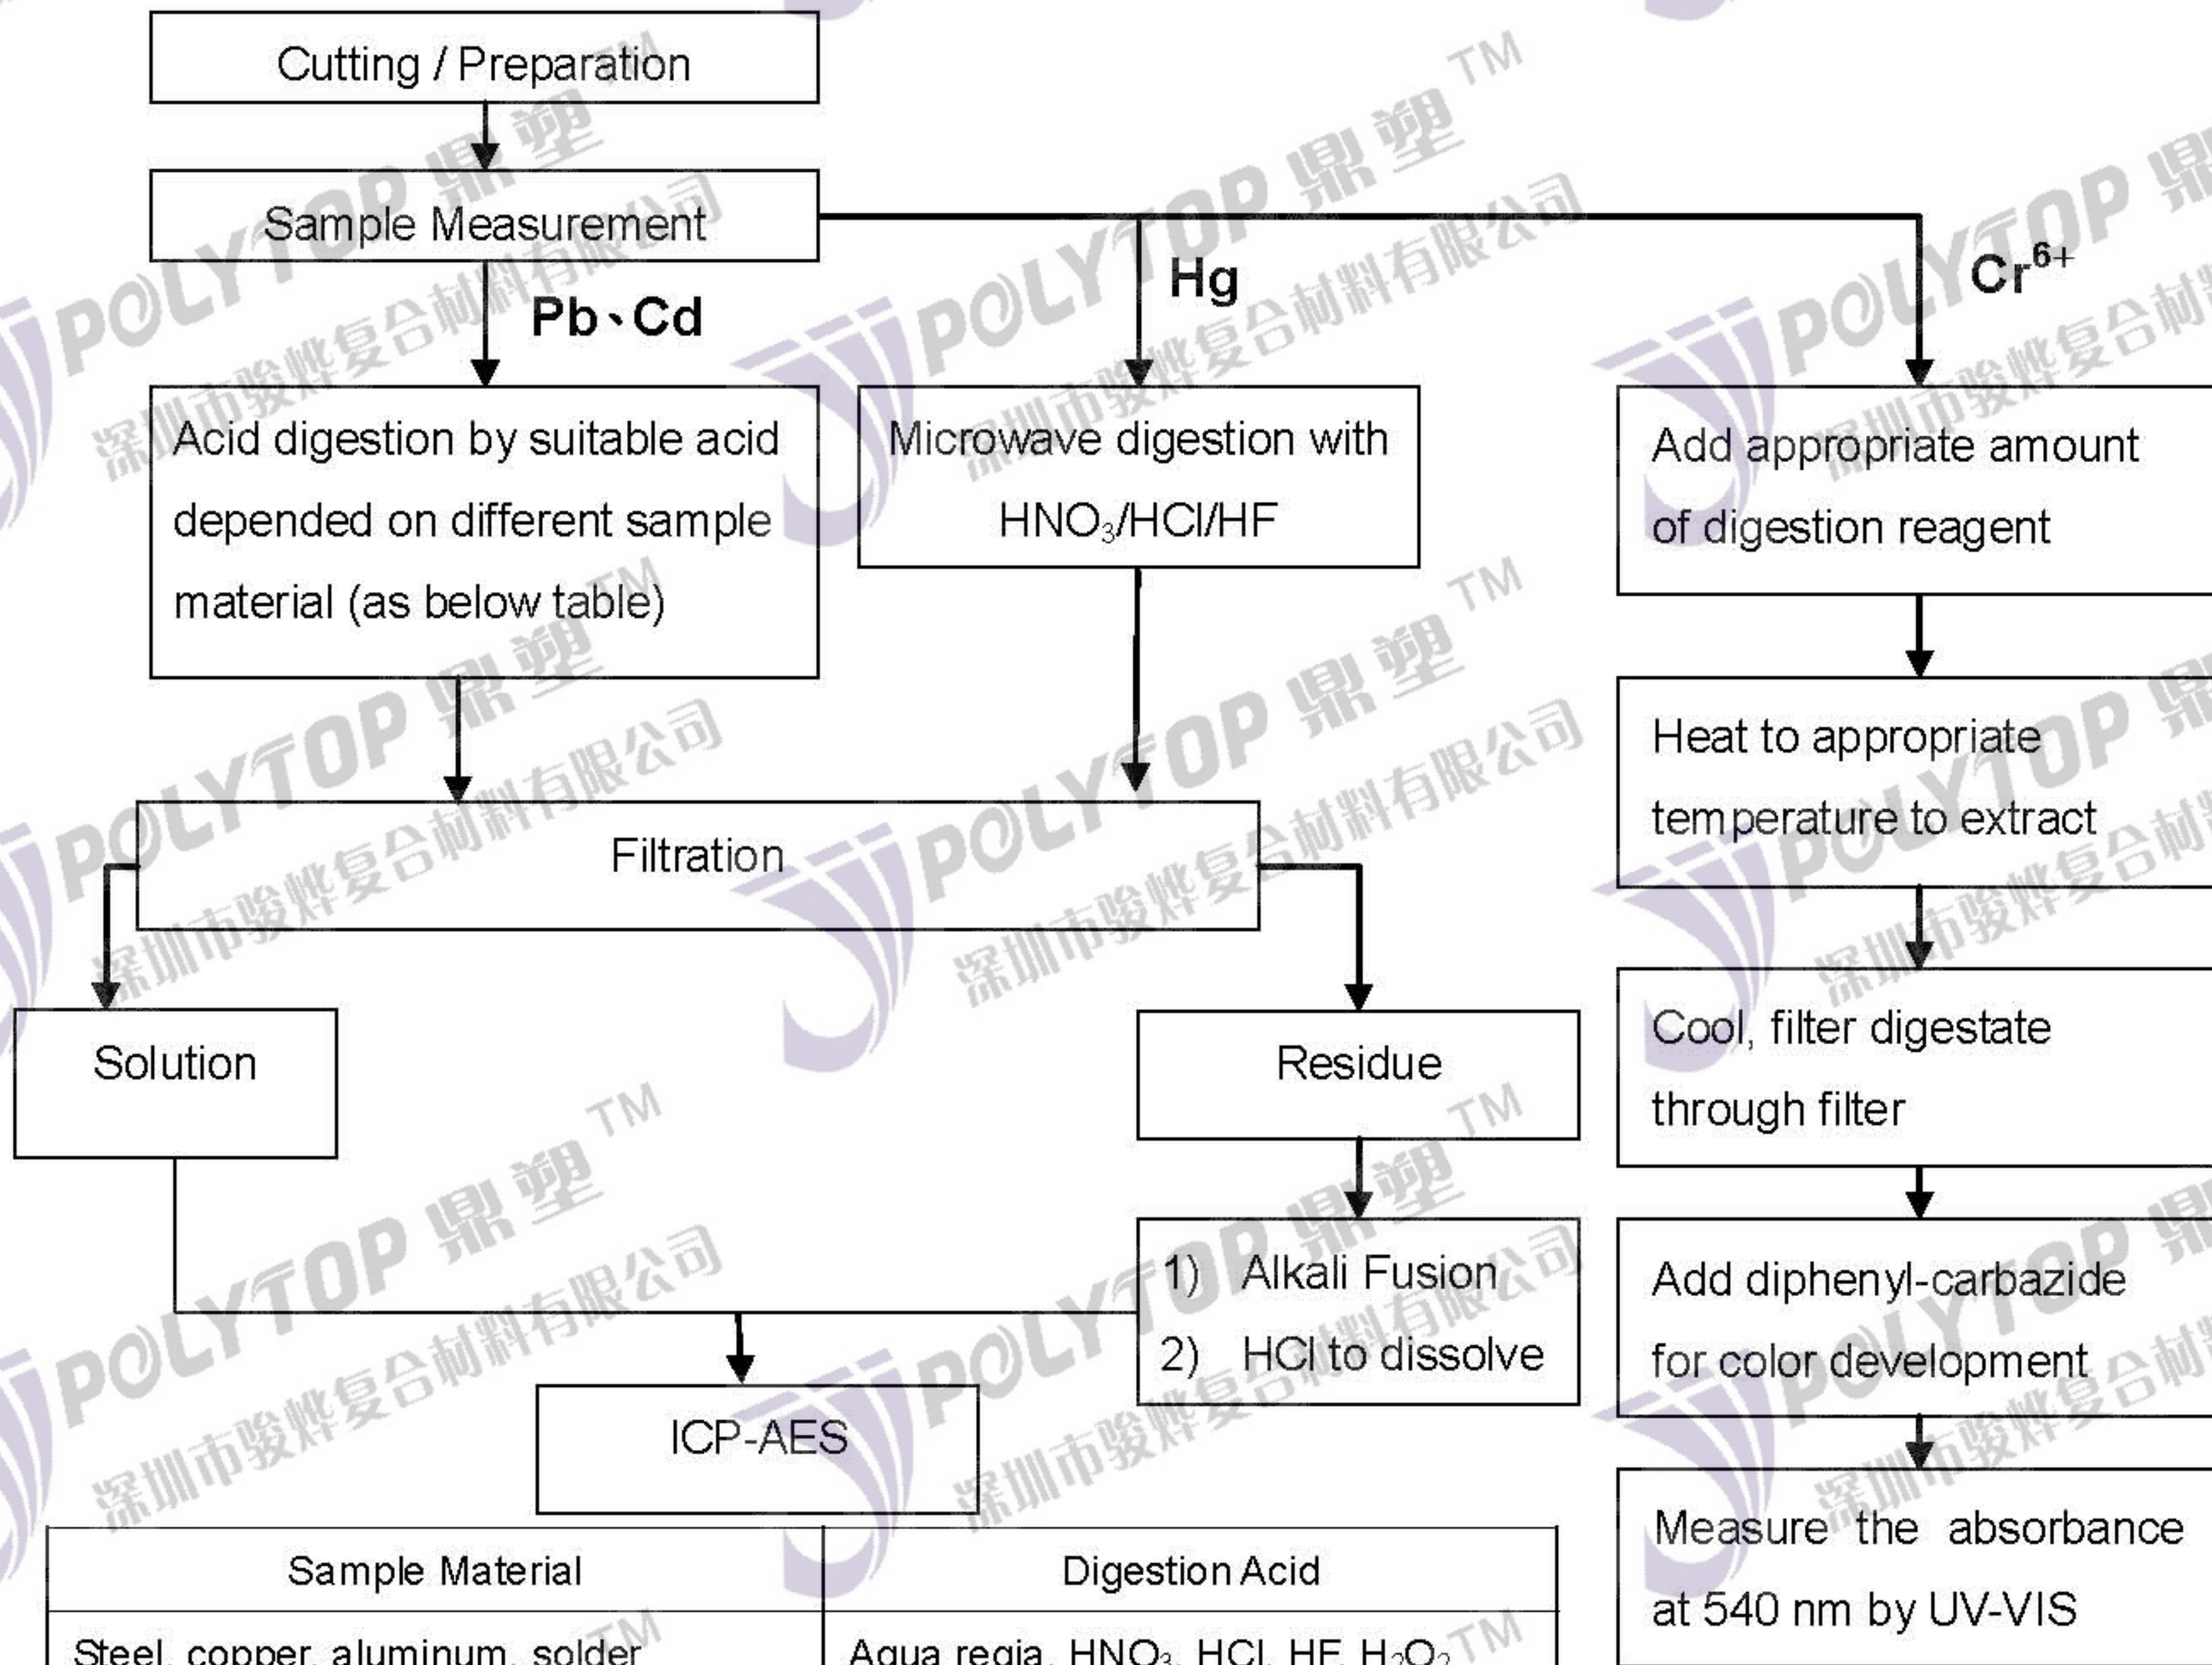 Cutting / Preparation
Sample Measurement
Pb、Cd
Hg
Cr⁶⁺
Acid digestion by suitable acid
depended on different sample
material (as below table)
Microwave digestion with
HNO₃/HCl/HF
Add appropriate amount
of digestion reagent
Heat to appropriate
temperature to extract
Filtration
Cool, filter digestate
through filter
Solution
Residue
1) Alkali Fusion
2) HCl to dissolve
Add diphenyl-carbazide
for color development
ICP-AES
Measure the absorbance
at 540 nm by UV-VIS
Sample Material
Digestion Acid
Steel, copper, aluminum, solder
Aqua regia, HNO₃, HCl, HF, H₂O₂
POLYTOP 鼎塑 TM
深圳市骏烨复合材料有限公司